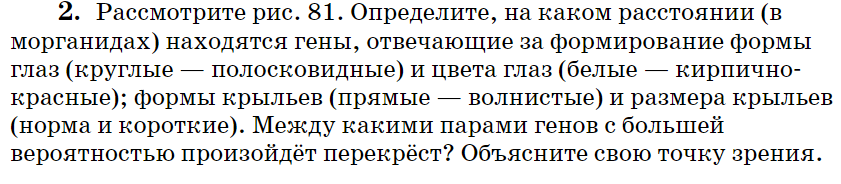 2. Рассмотрите рис. 81. Определите, на каком расстоянии (в
морганидах) находятся гены, отвечающие за формирование формы
глаз (круглые — полосковидные) и цвета глаз (белые — кирпично-
красные); формы крыльев (прямые — волнистые) и размера крыльев
(норма и короткие). Между какими парами генов с большей
вероятностью произойдёт перекрёст? Объясните свою точку зрения.